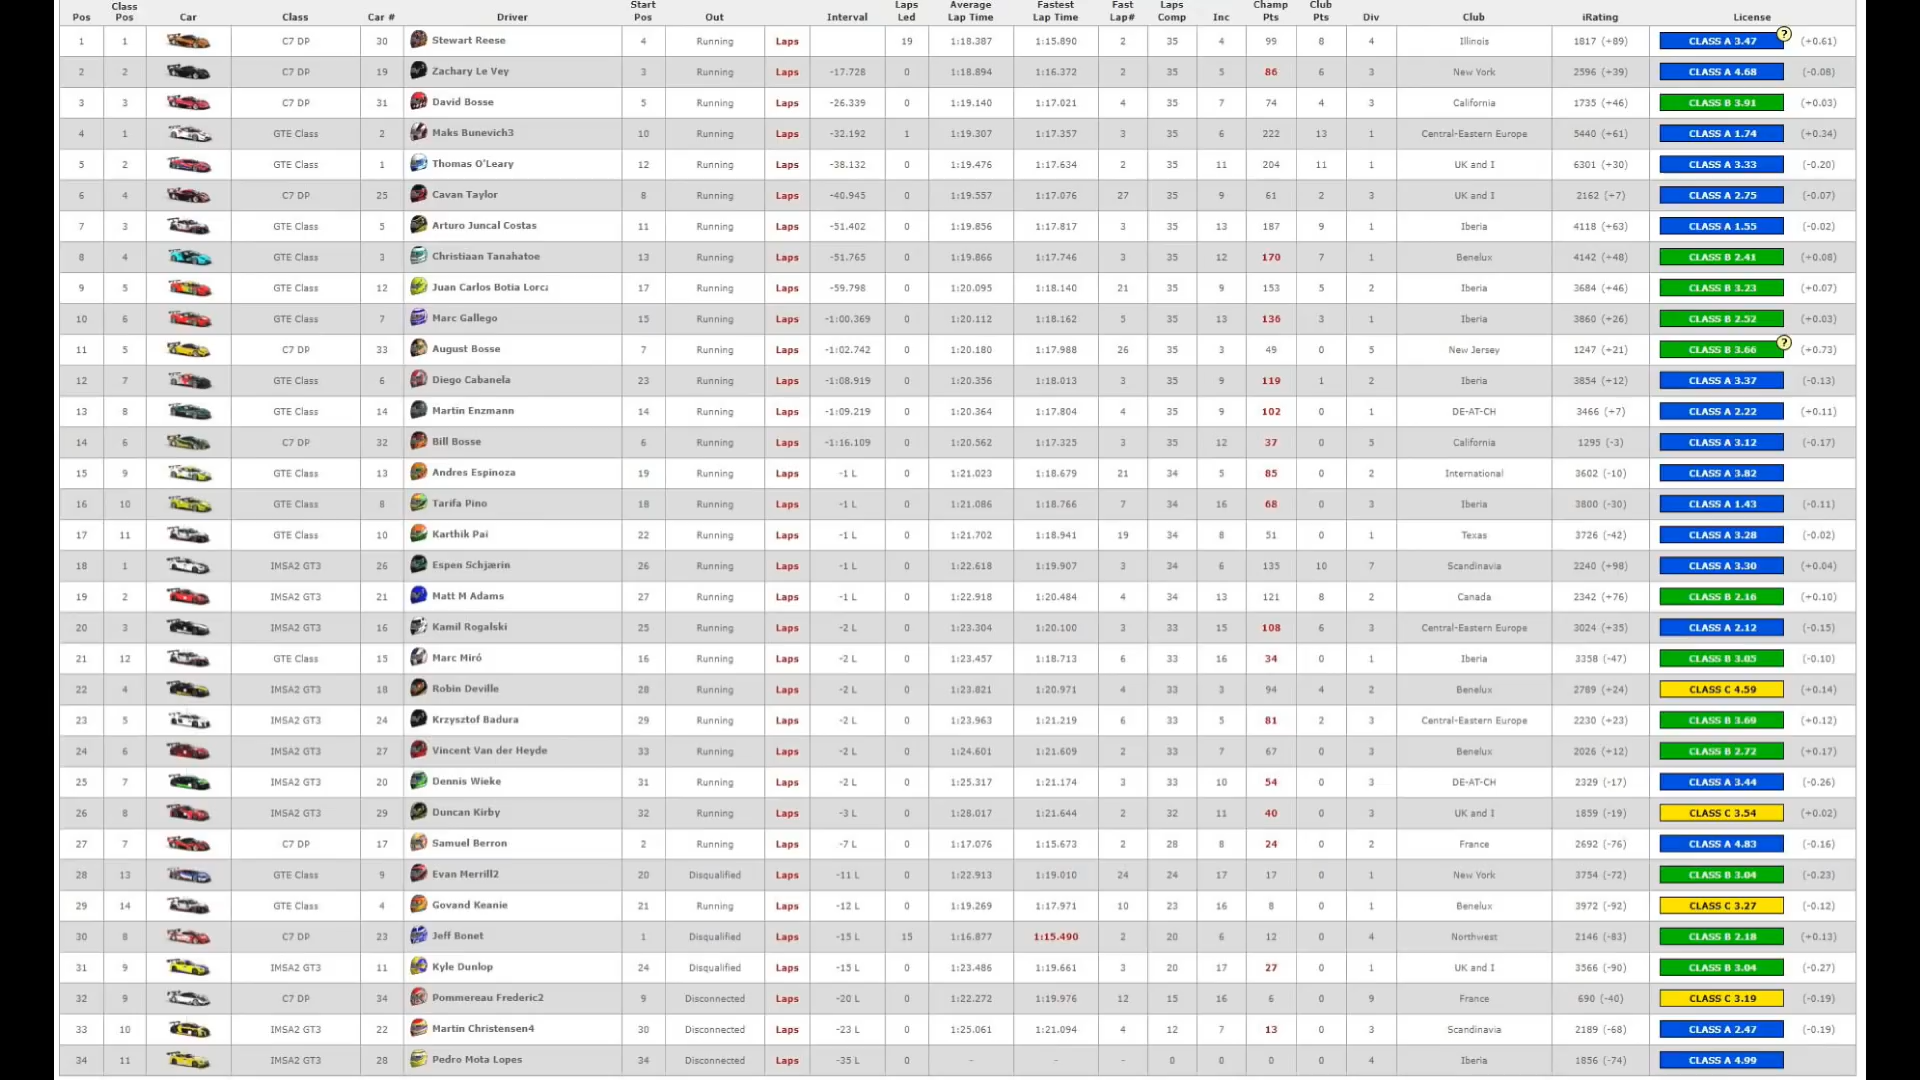 Pos Class Pos Car Class Car # Driver Start Pos Out Interval Laps Led Average Lap Time Fastest Lap Time Fast Lap# Laps Comp Inc Champ Pts Club Pts Div Club iRating License
1 1 C7 DP 30 Stewart Reese 4 Running Laps 19 1:18.387 1:15.890 2 35 4 99 8 4 Illinois 1817 (+89) CLASS A 3.47 ? (+0.61)
2 2 C7 DP 19 Zachary Le Vey 3 Running Laps -17.728 0 1:18.894 1:16.372 2 35 5 86 6 3 New York 2596 (+39) CLASS A 4.68 (-0.08)
3 3 C7 DP 31 David Bosse 5 Running Laps -26.339 0 1:19.140 1:17.021 4 35 7 74 4 3 California 1735 (+46) CLASS B 3.91 (+0.03)
4 1 GTE Class 2 Maks Bunevich3 10 Running Laps -32.192 1 1:19.307 1:17.357 3 35 6 222 13 1 Central-Eastern Europe 5440 (+61) CLASS A 1.74 (+0.34)
5 2 GTE Class 1 Thomas O'Leary 12 Running Laps -38.132 0 1:19.476 1:17.634 2 35 11 204 11 1 UK and I 6301 (+30) CLASS A 3.33 (-0.20)
6 4 C7 DP 25 Cavan Taylor 8 Running Laps -40.945 0 1:19.557 1:17.076 27 35 9 61 2 3 UK and I 2162 (+7) CLASS A 2.75 (-0.07)
7 3 GTE Class 5 Arturo Juncal Costas 11 Running Laps -51.402 0 1:19.856 1:17.817 3 35 13 187 9 1 Iberia 4118 (+63) CLASS A 1.55 (-0.02)
8 4 GTE Class 3 Christiaan Tanahatoe 13 Running Laps -51.765 0 1:19.866 1:17.746 3 35 12 170 7 1 Benelux 4142 (+48) CLASS B 2.41 (+0.08)
9 5 GTE Class 12 Juan Carlos Botia Lorca 17 Running Laps -59.798 0 1:20.095 1:18.140 21 35 9 153 5 2 Iberia 3684 (+46) CLASS B 3.23 (+0.07)
10 6 GTE Class 7 Marc Gallego 15 Running Laps -1:00.369 0 1:20.112 1:18.162 5 35 13 136 3 1 Iberia 3860 (+26) CLASS B 2.52 (+0.03)
11 5 C7 DP 33 August Bosse 7 Running Laps -1:02.742 0 1:20.180 1:17.988 26 35 3 49 0 5 New Jersey 1247 (+21) CLASS B 3.66 ? (+0.73)
12 7 GTE Class 6 Diego Cabanela 23 Running Laps -1:08.919 0 1:20.356 1:18.013 3 35 9 119 1 2 Iberia 3854 (+12) CLASS A 3.37 (-0.13)
13 8 GTE Class 14 Martin Enzmann 14 Running Laps -1:09.219 0 1:20.364 1:17.804 4 35 9 102 0 1 DE-AT-CH 3466 (+7) CLASS A 2.22 (+0.11)
14 6 C7 DP 32 Bill Bosse 6 Running Laps -1:16.109 0 1:20.562 1:17.325 3 35 12 37 0 5 California 1295 (-3) CLASS A 3.12 (-0.17)
15 9 GTE Class 13 Andres Espinoza 19 Running Laps -1 L 0 1:21.023 1:18.679 21 34 5 85 0 2 International 3602 (-10) CLASS A 3.82
16 10 GTE Class 8 Tarifa Pino 18 Running Laps -1 L 0 1:21.086 1:18.766 7 34 16 68 0 3 Iberia 3800 (-30) CLASS A 1.43 (-0.11)
17 11 GTE Class 10 Karthik Pai 22 Running Laps -1 L 0 1:21.702 1:18.941 19 34 8 51 0 1 Texas 3726 (-42) CLASS A 3.28 (-0.02)
18 1 IMSA2 GT3 26 Espen Schjærin 26 Running Laps -1 L 0 1:22.618 1:19.907 3 34 6 135 10 7 Scandinavia 2240 (+98) CLASS A 3.30 (+0.04)
19 2 IMSA2 GT3 21 Matt M Adams 27 Running Laps -1 L 0 1:22.918 1:20.484 4 34 13 121 8 2 Canada 2342 (+76) CLASS B 2.16 (+0.10)
20 3 IMSA2 GT3 16 Kamil Rogalski 25 Running Laps -2 L 0 1:23.304 1:20.100 3 33 15 108 6 3 Central-Eastern Europe 3024 (+35) CLASS A 2.12 (-0.15)
21 12 GTE Class 15 Marc Miró 16 Running Laps -2 L 0 1:23.457 1:18.713 6 33 16 34 0 1 Iberia 3358 (-47) CLASS B 3.05 (-0.10)
22 4 IMSA2 GT3 18 Robin Deville 28 Running Laps -2 L 0 1:23.821 1:20.971 4 33 3 94 4 2 Benelux 2789 (+24) CLASS C 4.59 (+0.14)
23 5 IMSA2 GT3 24 Krzysztof Badura 29 Running Laps -2 L 0 1:23.963 1:21.219 6 33 5 81 2 3 Central-Eastern Europe 2230 (+23) CLASS B 3.69 (+0.12)
24 6 IMSA2 GT3 27 Vincent Van der Heyde 33 Running Laps -2 L 0 1:24.601 1:21.609 2 33 7 67 0 3 Benelux 2026 (+12) CLASS B 2.72 (+0.17)
25 7 IMSA2 GT3 20 Dennis Wieke 31 Running Laps -2 L 0 1:25.317 1:21.174 3 33 10 54 0 3 DE-AT-CH 2329 (-17) CLASS A 3.44 (-0.26)
26 8 IMSA2 GT3 29 Duncan Kirby 32 Running Laps -3 L 0 1:28.017 1:21.644 2 32 11 40 0 3 UK and I 1859 (-19) CLASS C 3.54 (+0.02)
27 7 C7 DP 17 Samuel Berron 2 Running Laps -7 L 0 1:17.076 1:15.673 2 28 8 24 0 2 France 2692 (-76) CLASS A 4.83 (-0.16)
28 13 GTE Class 9 Evan Merrill2 20 Disqualified Laps -11 L 0 1:22.913 1:19.010 24 24 17 17 0 1 New York 3754 (-72) CLASS B 3.04 (-0.23)
29 14 GTE Class 4 Govand Keanie 21 Running Laps -12 L 0 1:19.269 1:17.971 10 23 16 8 0 1 Benelux 3972 (-92) CLASS C 3.27 (-0.12)
30 8 C7 DP 23 Jeff Bonet 1 Disqualified Laps -15 L 15 1:16.877 1:15.490 2 20 6 12 0 4 Northwest 2146 (-83) CLASS B 2.18 (+0.13)
31 9 IMSA2 GT3 11 Kyle Dunlop 24 Disqualified Laps -15 L 0 1:23.486 1:19.661 3 20 17 27 0 1 UK and I 3566 (-90) CLASS B 3.04 (-0.27)
32 9 C7 DP 34 Pommereau Frederic2 9 Disconnected Laps -20 L 0 1:22.272 1:19.976 12 15 16 6 0 9 France 690 (-40) CLASS C 3.19 (-0.19)
33 10 IMSA2 GT3 22 Martin Christensen4 30 Disconnected Laps -23 L 0 1:25.061 1:21.094 4 12 7 13 0 3 Scandinavia 2189 (-68) CLASS A 2.47 (-0.19)
34 11 IMSA2 GT3 28 Pedro Mota Lopes 34 Disconnected Laps -35 L 0 - - - 0 0 0 0 4 Iberia 1856 (-74) CLASS A 4.99